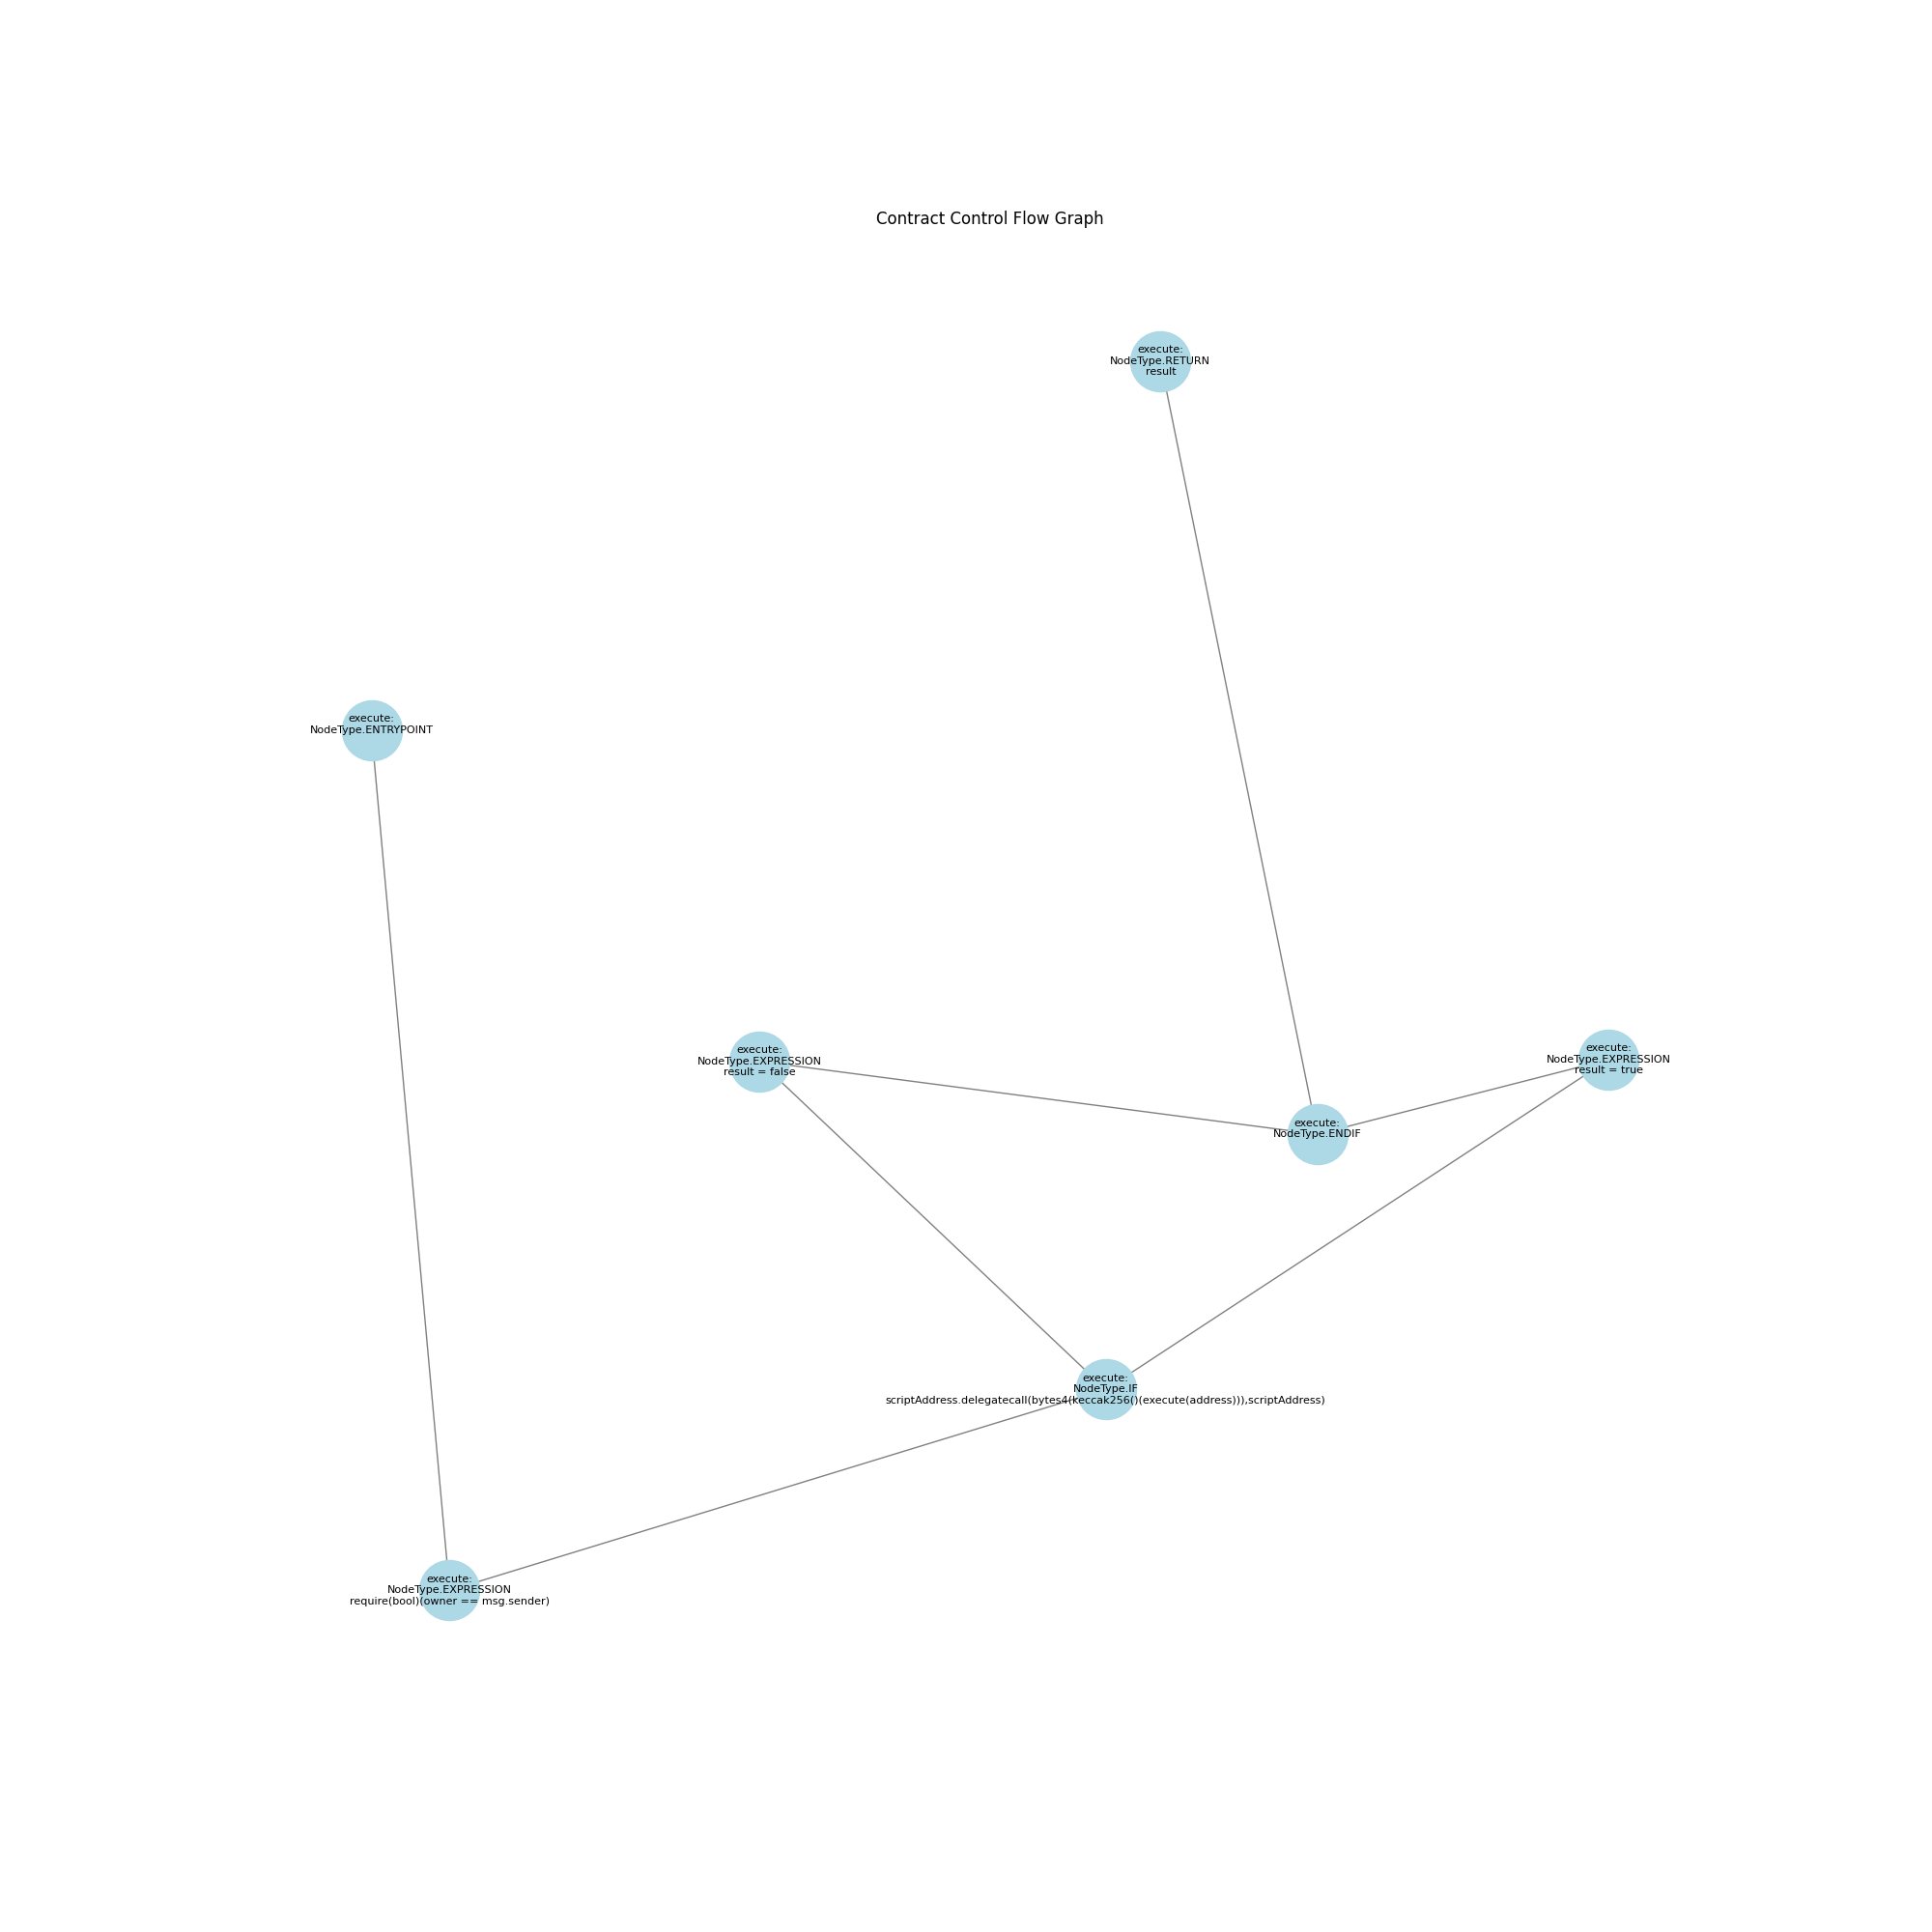 Contract Control Flow Graph
execute:
NodeType.RETURN
result
execute:
NodeType.ENTRYPOINT
execute:
NodeType.EXPRESSION
result = false
execute:
NodeType.EXPRESSION
result = true
execute:
NodeType.ENDIF
execute:
NodeType.IF
scriptAddress.delegatecall(bytes4(keccak256()(execute(address))),scriptAddress)
execute:
NodeType.EXPRESSION
require(bool)(owner == msg.sender)